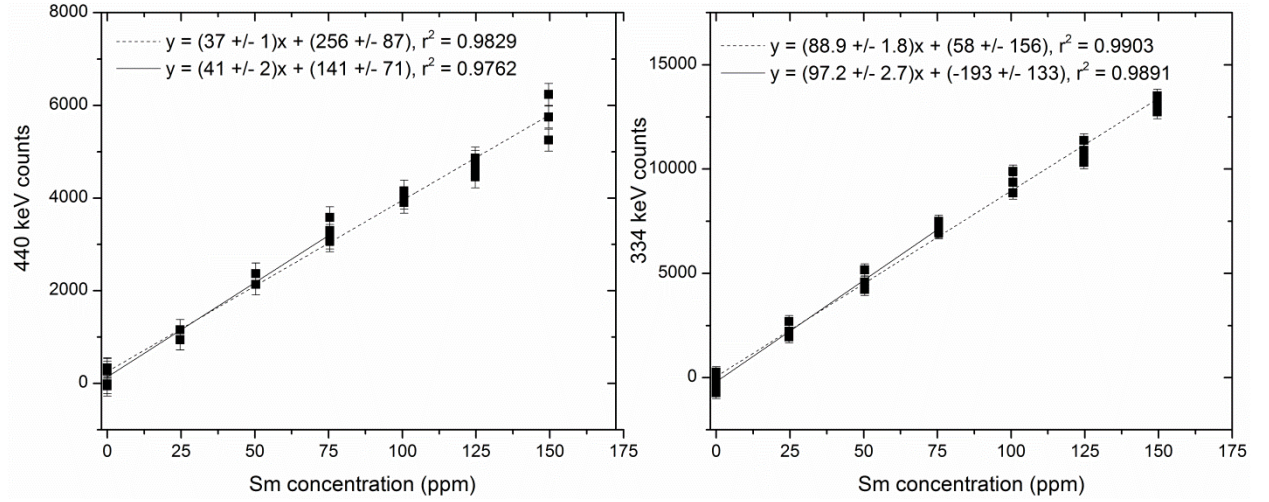 8000
6000
4000
2000
0
440 keV counts
y = (37 +/- 1)x + (256 +/- 87), r² = 0.9829
y = (41 +/- 2)x + (141 +/- 71), r² = 0.9762
0 25 50 75 100 125 150 175
Sm concentration (ppm)
15000
10000
5000
0
334 keV counts
y = (88.9 +/- 1.8)x + (58 +/- 156), r² = 0.9903
y = (97.2 +/- 2.7)x + (-193 +/- 133), r² = 0.9891
0 25 50 75 100 125 150 175
Sm concentration (ppm)